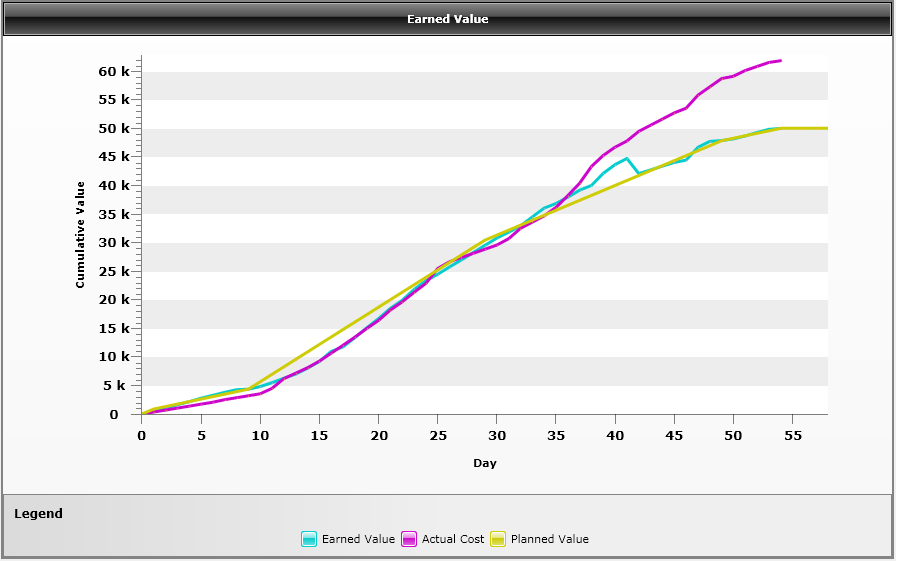 Earned Value
60 k
55 k
50 k
45 k
40 k
35 k
30 k
25 k
20 k
15 k
10 k
5 k
0
Cumulative Value
0 5 10 15 20 25 30 35 40 45 50 55
Day
Legend
Earned Value Actual Cost Planned Value